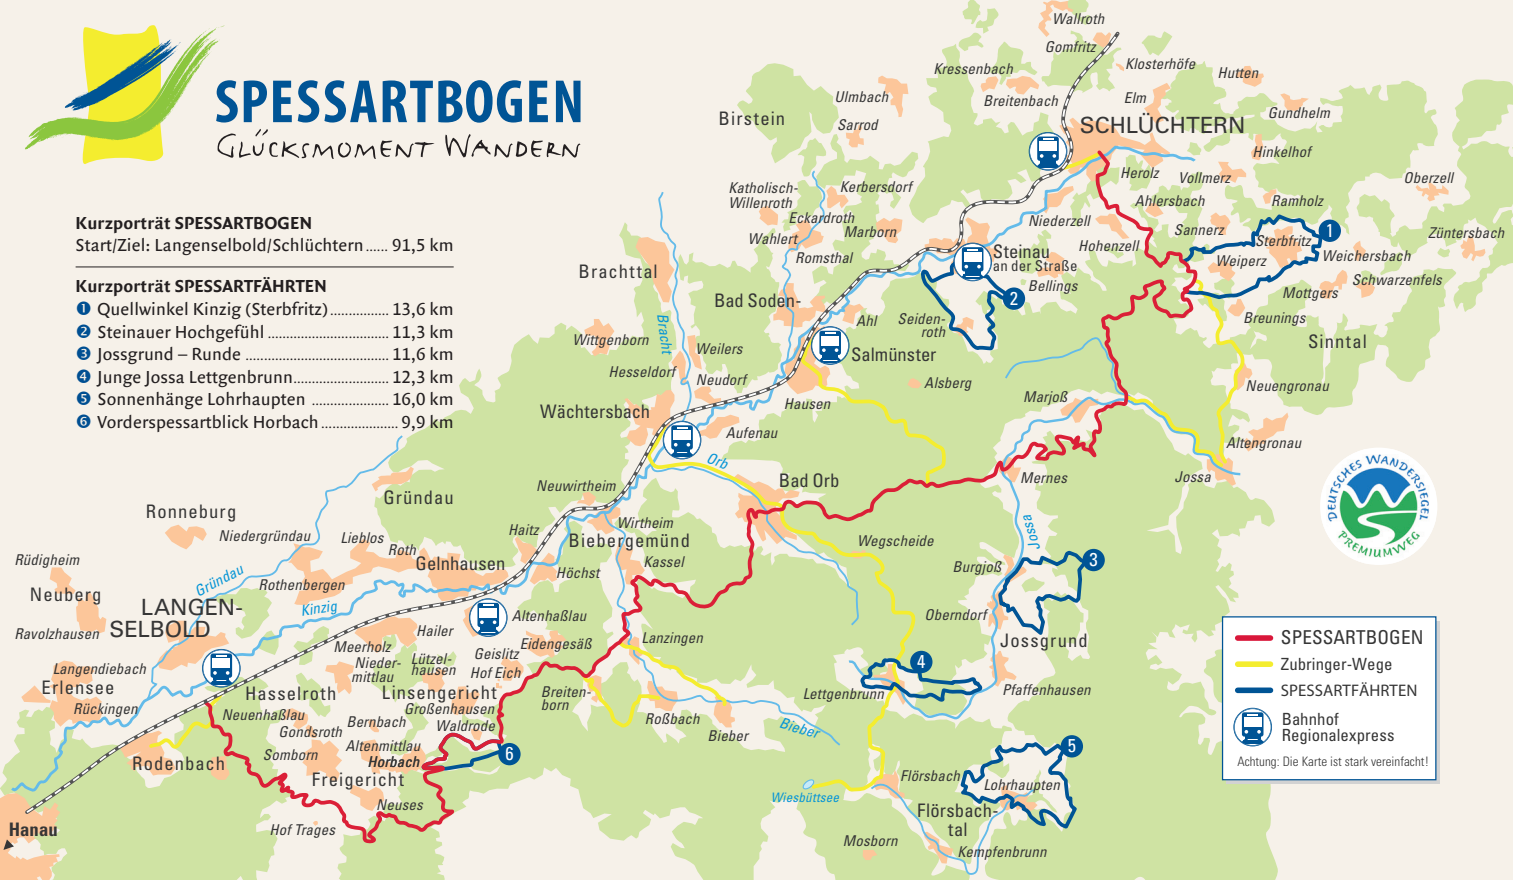 SPESSARTBOGEN
GLÜCKSMOMENT WANDERN
Kurzporträt SPESSARTBOGEN
Start/Ziel: Langenselbold/Schlüchtern...... 91,5 km
Kurzporträt SPESSARTFÄHRTEN
1 Quellwinkel Kinzig (Sterbfritz)................ 13,6 km
2 Steinauer Hochgefühl ................................. 11,3 km
3 Jossgrund – Runde ....................................... 11,6 km
4 Junge Jossa Lettgenbrunn.......................... 12,3 km
5 Sonnenhänge Lohrhaupten ..................... 16,0 km
6 Vorderspessartblick Horbach..................... 9,9 km
Wallroth
Gomfritz
Klosterhöfe
Kressenbach
Hutten
Breitenbach
Elm
Ulmbach
Gundhelm
Birstein
Sarrod
SCHLÜCHTERN
Hinkelhof
Herolz
Vollmerz
Oberzell
Katholisch-
Willenroth
Kerbersdorf
Ahlersbach
Ramholz
Eckardroth
Marborn
Niederzell
Sannerz
1
Züntersbach
Wahlert
Hohenzell
Sterbfritz
Romsthal
Steinau
an der Straße
Weiperz
Weichersbach
Brachttal
Bellings
Schwarzenfels
Mottgers
Bad Soden-
2
Ahl
Seiden-
roth
Breunings
Bracht
Sinntal
Wittgenborn
Weilers
Salmünster
Hesseldorf
Neudorf
Alsberg
Neuengronau
Marjoß
Hausen
Wächtersbach
Aufenau
Altengronau
Orb
Bad Orb
Mernes
Jossa
Neuwirtheim
Gründau
Ronneburg
Niedergründau
Lieblos
Roth
Haitz
Wirtheim
Biebergemünd
Wegscheide
Jossa
DEUTSCHES WANDERSIEGEL
PREMIUMWEG
Rüdigheim
Gelnhausen
Kassel
Höchst
Burgjoß
3
Neuberg
Gründau
Rothenbergen
Kinzig
LANGEN-
SELBOLD
Altenhaßlau
Oberndorf
Ravolzhausen
Hailer
Eidengesäß
Lanzingen
Jossgrund
Meerholz
Geislitz
Nieder-
mittlau
Lützel-
hausen
Hof Eich
4
Langendiebach
Erlensee
Hasselroth
Linsengericht
Breiten-
born
Lettgenbrunn
Pfaffenhausen
Rückingen
Großenhausen
Neuenhaßlau
Bernbach
Waldrode
Roßbach
Gondsroth
Bieber
Bieber
Altenmittlau
Somborn
Horbach
6
5
Rodenbach
Freigericht
Flörsbach
Lohrhaupten
Wiesbüttsee
Neuses
Flörsbach-
tal
Hanau
Hof Trages
Mosborn
Kempfenbrunn
SPESSARTBOGEN
Zubringer-Wege
SPESSARTFÄHRTEN
Bahnhof
Regionalexpress
Achtung: Die Karte ist stark vereinfacht!